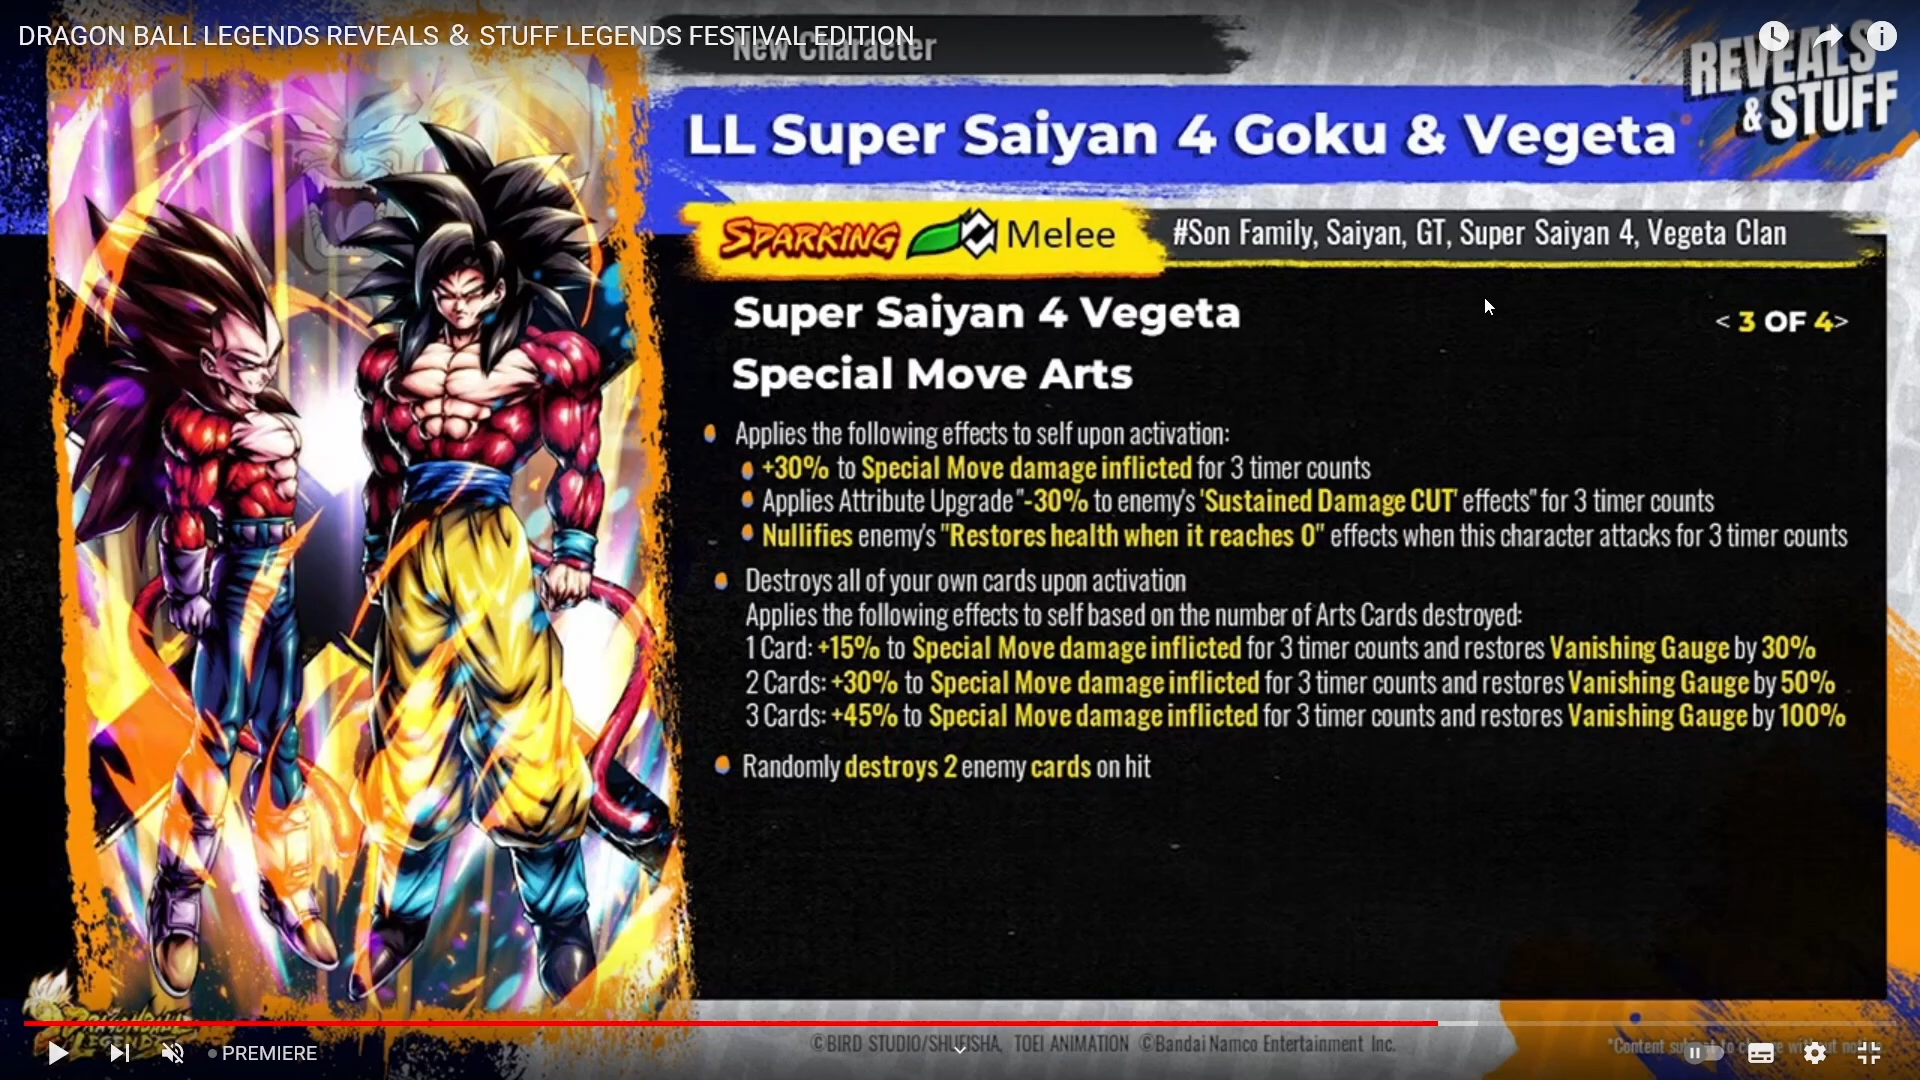 DRAGON BALL LEGENDS REVEALS & STUFF LEGENDS FESTIVAL EDITION
New Character
REVEALS
& STUFF
LL Super Saiyan 4 Goku & Vegeta
SPARKING Melee #Son Family, Saiyan, GT, Super Saiyan 4, Vegeta Clan
Super Saiyan 4 Vegeta
< 3 OF 4>
Special Move Arts
Applies the following effects to self upon activation:
+30% to Special Move damage inflicted for 3 timer counts
Applies Attribute Upgrade "-30% to enemy's 'Sustained Damage CUT' effects" for 3 timer counts
Nullifies enemy's "Restores health when it reaches 0" effects when this character attacks for 3 timer counts
Destroys all of your own cards upon activation
Applies the following effects to self based on the number of Arts Cards destroyed:
1 Card: +15% to Special Move damage inflicted for 3 timer counts and restores Vanishing Gauge by 30%
2 Cards: +30% to Special Move damage inflicted for 3 timer counts and restores Vanishing Gauge by 50%
3 Cards: +45% to Special Move damage inflicted for 3 timer counts and restores Vanishing Gauge by 100%
Randomly destroys 2 enemy cards on hit
DRAGONBALL
LEGENDS
PREMIERE
©BIRD STUDIO/SHUEISHA, TOEI ANIMATION ©Bandai Namco Entertainment Inc.
*Content subject to change without